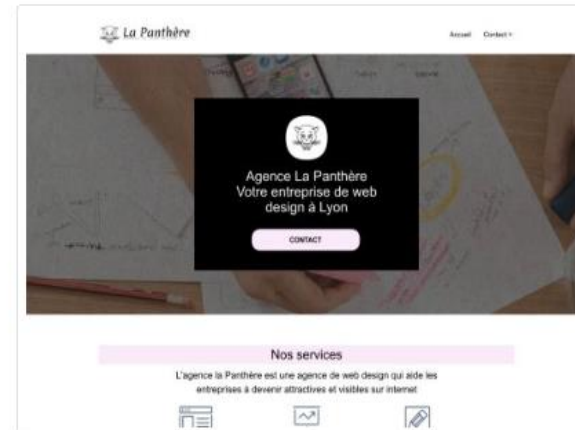 La Panthère
Accueil Contact
Agence La Panthère
Votre entreprise de web
design à Lyon
CONTACT
Nos services
L'agence la Panthère est une agence de web design qui aide les
entreprises à devenir attractives et visibles sur internet